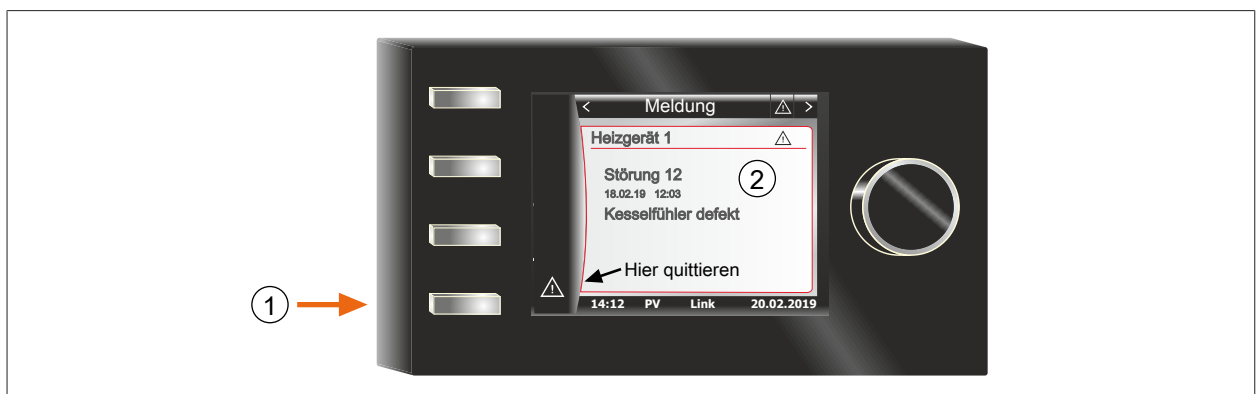 < Meldung >
Heizgerät 1
Störung 12
18.02.19 12:03
Kesselfühler defekt
2
Hier quittieren
1
14:12 PV Link 20.02.2019